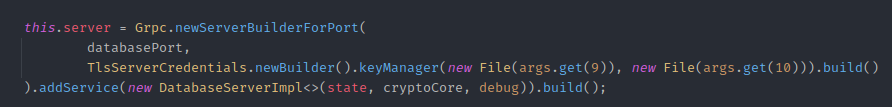 this.server = Grpc.newServerBuilderForPort(
databasePort,
TlsServerCredentials.newBuilder().keyManager(new File(args.get(9)), new File(args.get(10))).build()
).addService(new DatabaseServerImpl<>(state, cryptoCore, debug)).build();